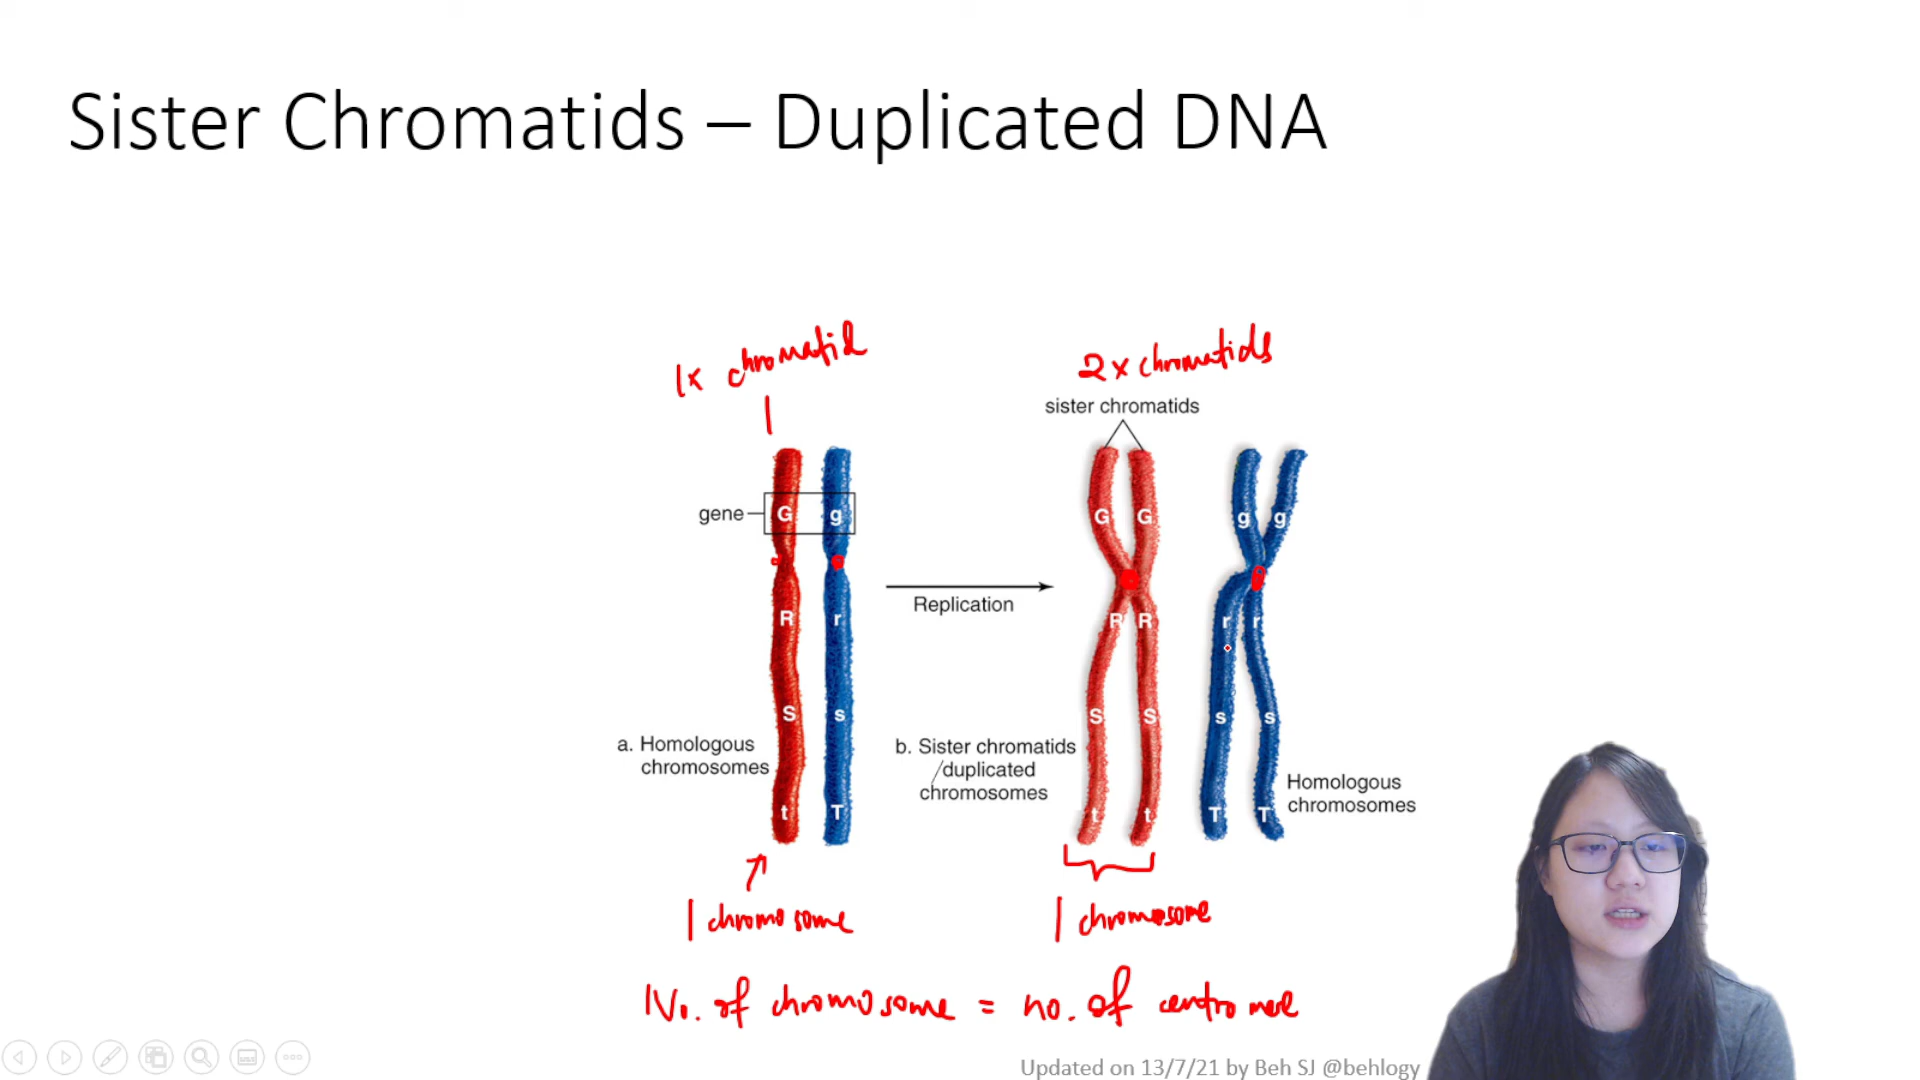 Sister Chromatids – Duplicated DNA
1x chromatid
2 x chromatids
sister chromatids
gene
G g
G G
g g
Replication
R r
R R
r r
S s
S S
s s
a. Homologous
chromosomes
b. Sister chromatids
/duplicated
chromosomes
Homologous
chromosomes
t T
t t
T T
1 chromosome
1 chromosome
No. of chromosome = no. of centromere
Updated on 13/7/21 by Beh SJ @behlogy